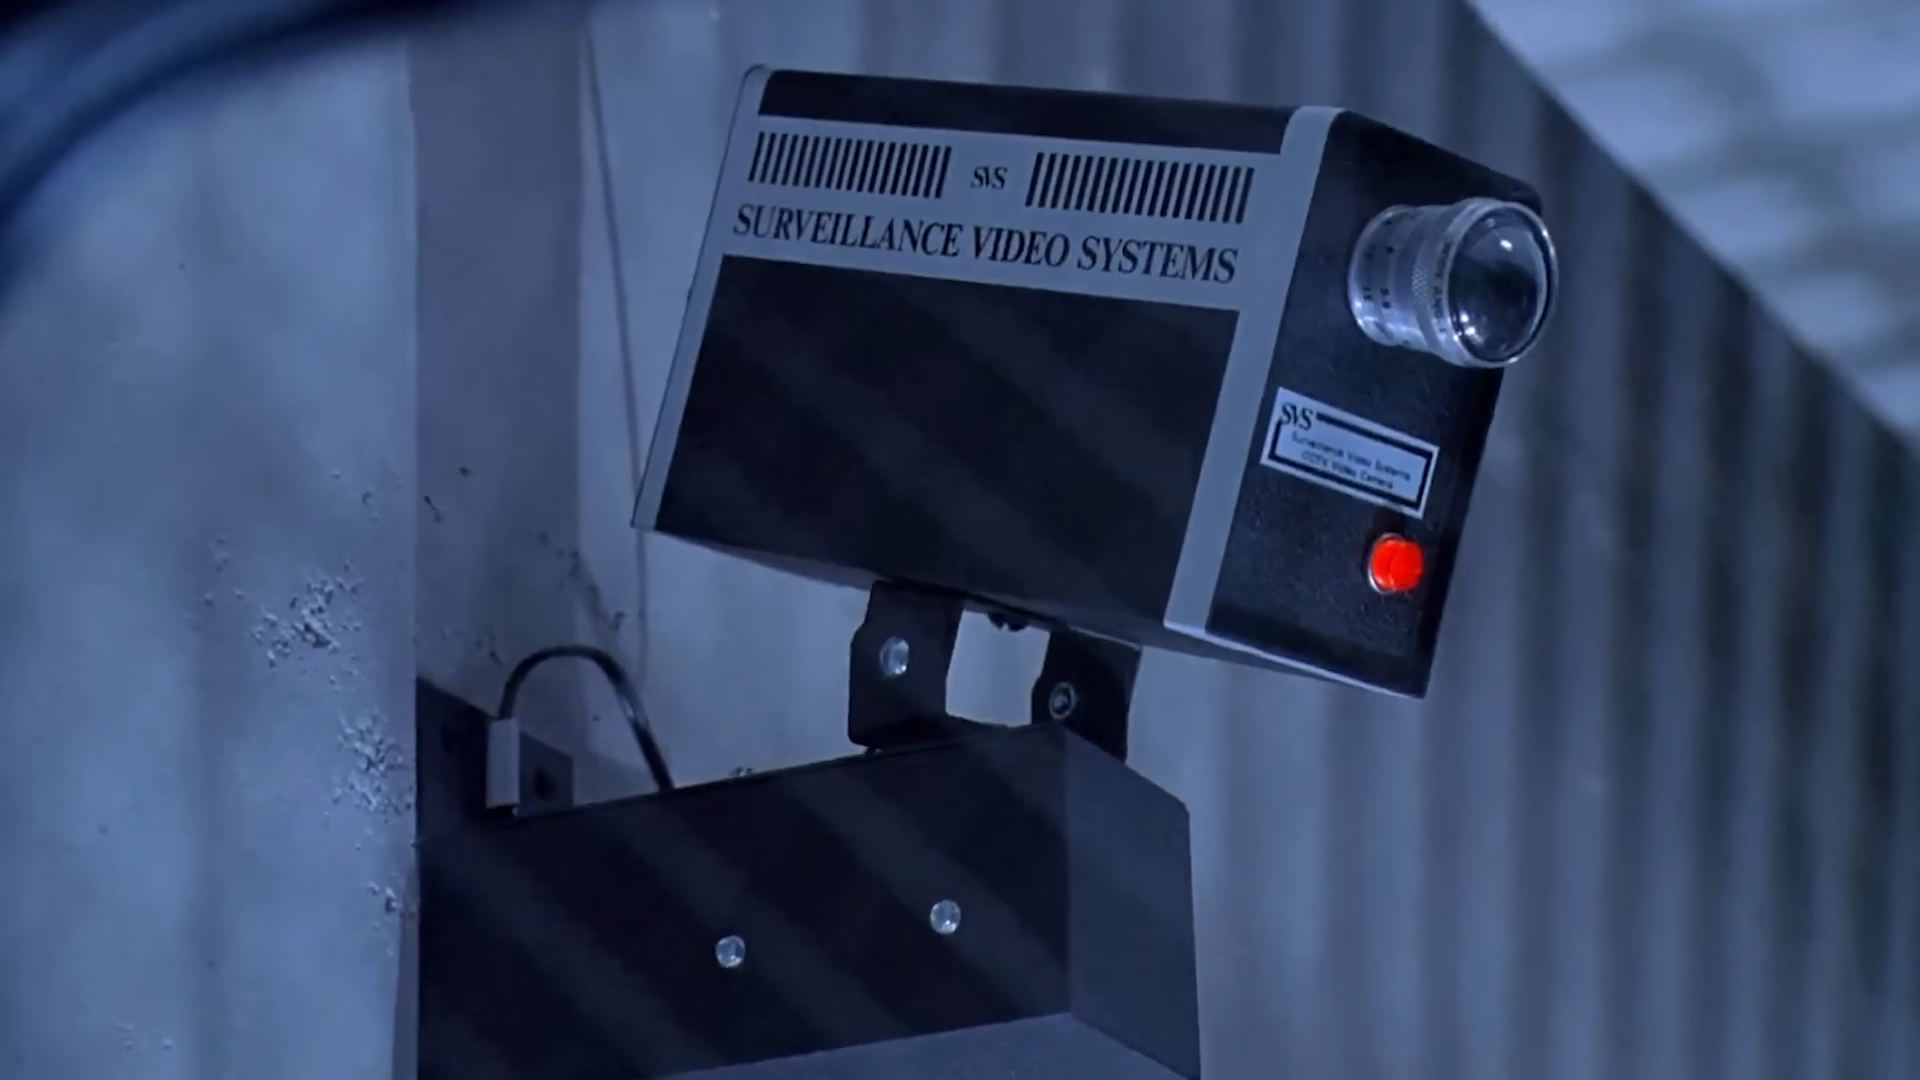 SVS
SURVEILLANCE VIDEO SYSTEMS
SVS
Surveillance Video Systems
CCTV Video Camera